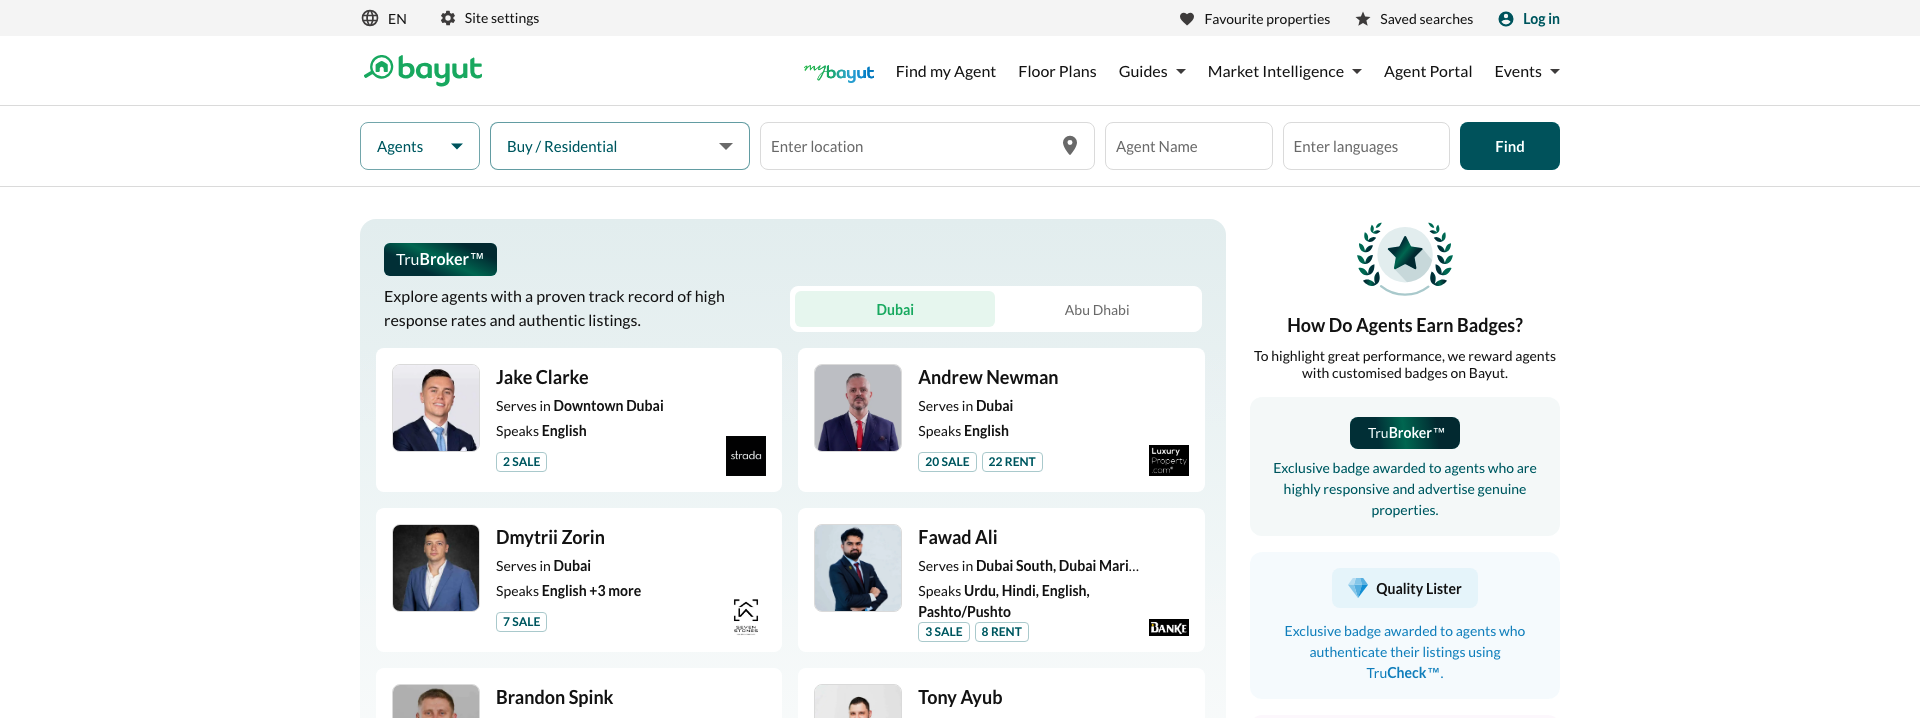 EN
Site settings
Favourite properties
Saved searches
Log in
bayut
mybayut
Find my Agent
Floor Plans
Guides
Market Intelligence
Agent Portal
Events
Agents
Buy / Residential
Enter location
Agent Name
Enter languages
Find
TruBroker™
Explore agents with a proven track record of high
response rates and authentic listings.
Dubai
Abu Dhabi
Jake Clarke
Serves in Downtown Dubai
Speaks English
2 SALE
strada
Andrew Newman
Serves in Dubai
Speaks English
20 SALE
22 RENT
Luxury
Property
.com
Dmytrii Zorin
Serves in Dubai
Speaks English +3 more
7 SALE
SEVEN
STONES
Fawad Ali
Serves in Dubai South, Dubai Mari...
Speaks Urdu, Hindi, English,
Pashto/Pushto
3 SALE
8 RENT
BANKE
Brandon Spink
Tony Ayub
How Do Agents Earn Badges?
To highlight great performance, we reward agents
with customised badges on Bayut.
TruBroker™
Exclusive badge awarded to agents who are
highly responsive and advertise genuine
properties.
Quality Lister
Exclusive badge awarded to agents who
authenticate their listings using
TruCheck™.